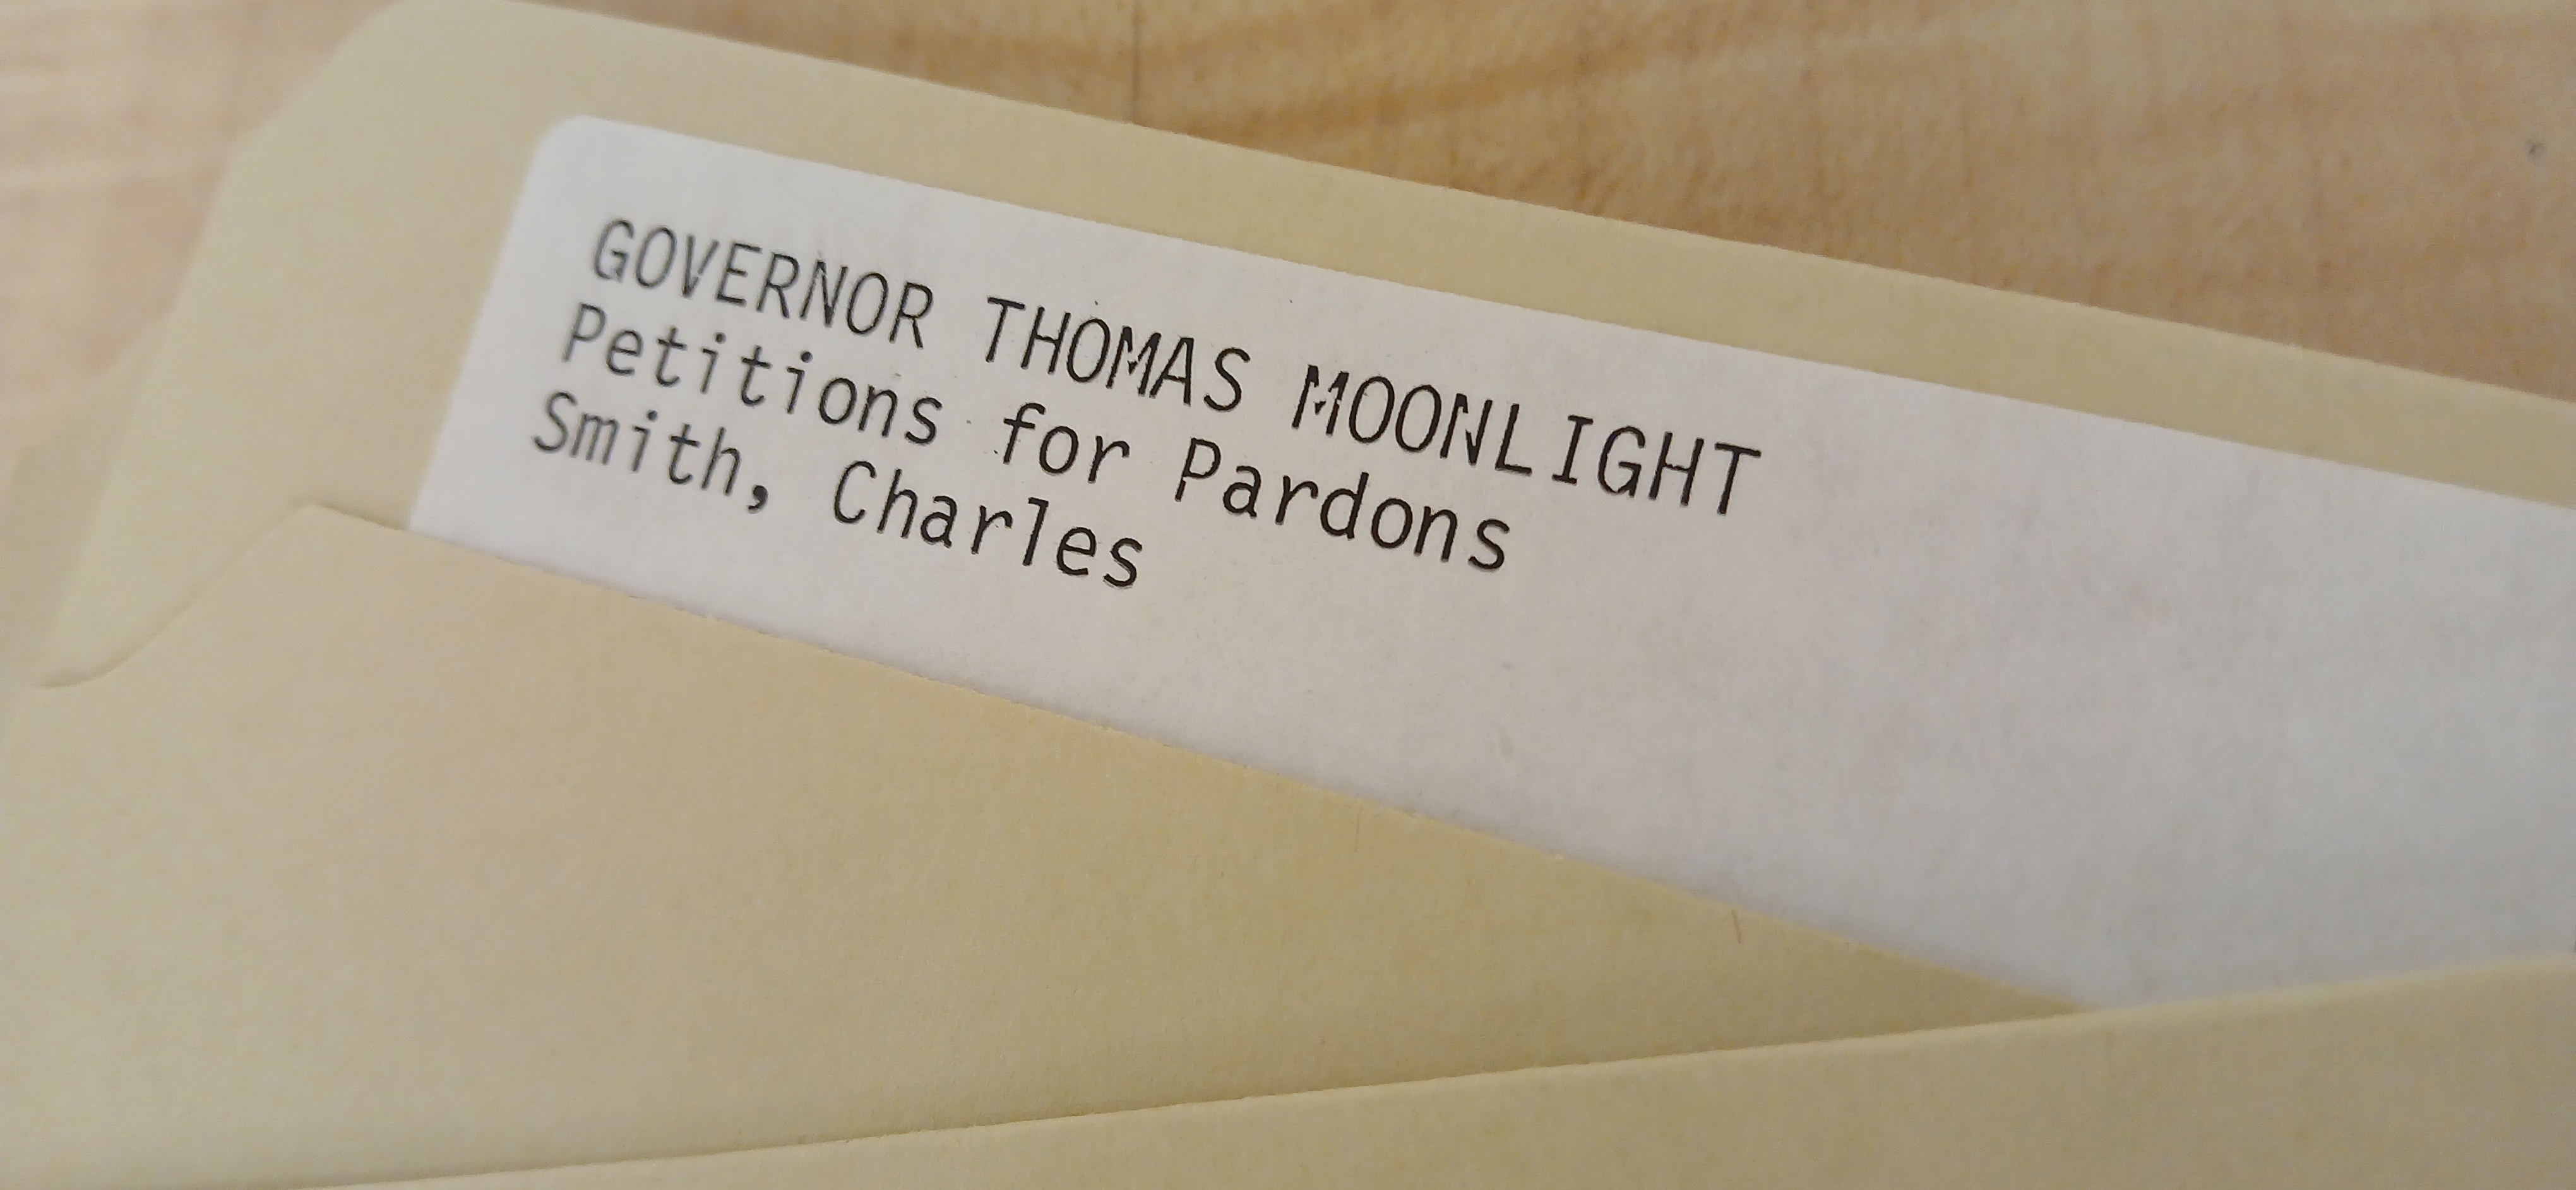 GOVERNOR THOMAS MOONLIGHT
Petitions for Pardons
Smith, Charles